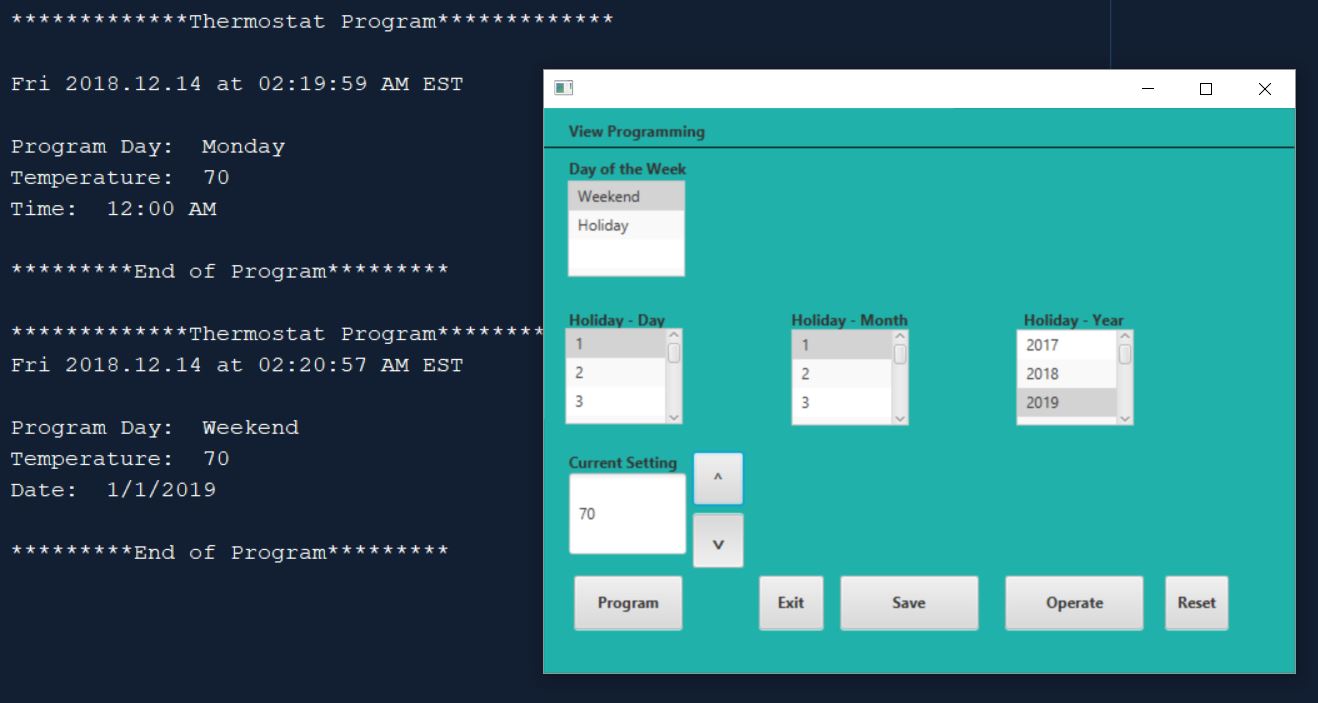 *************Thermostat Program*************
Fri 2018.12.14 at 02:19:59 AM EST
Program Day:  Monday
Temperature:  70
Time:  12:00 AM
*********End of Program*********
*************Thermostat Program********
Fri 2018.12.14 at 02:20:57 AM EST
Program Day:  Weekend
Temperature:  70
Date:  1/1/2019
*********End of Program*********
View Programming
Day of the Week
Weekend
Holiday
Holiday - Day
1
2
3
Holiday - Month
1
2
3
Holiday - Year
2017
2018
2019
Current Setting
70
^
v
Program
Exit
Save
Operate
Reset